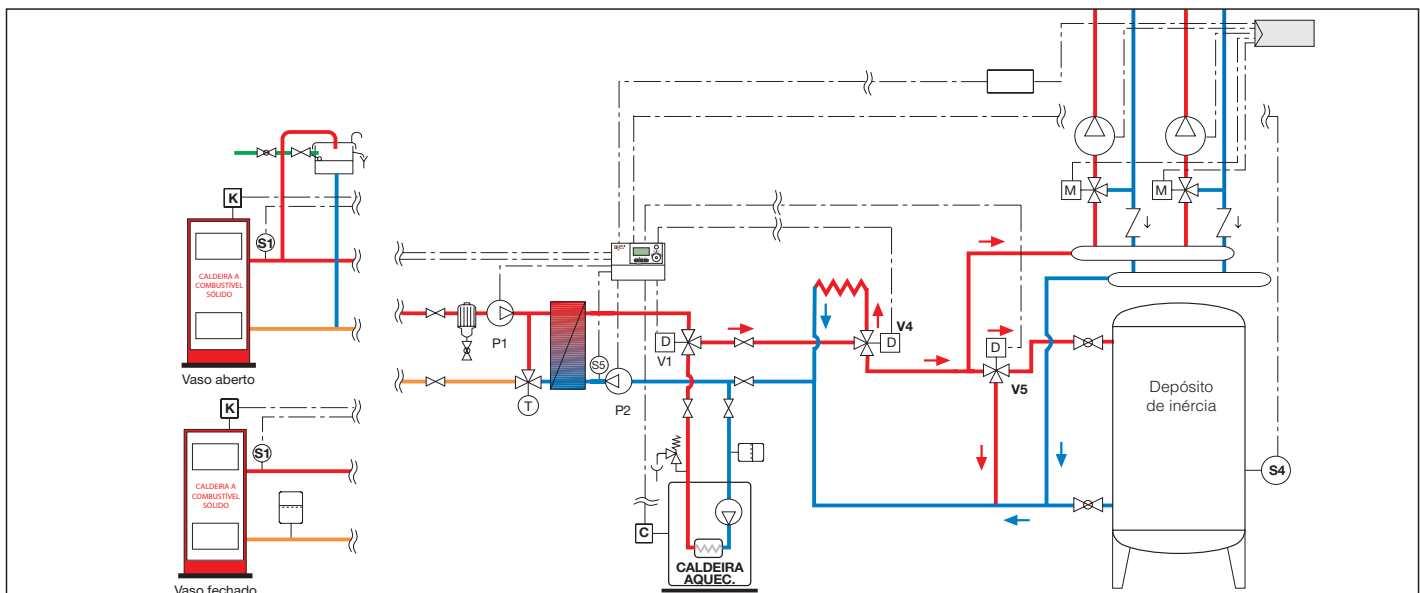 M
M
K
S1
CALDEIRA A
COMBUSTÍVEL
SÓLIDO
Vaso aberto
P1
D
V1
V4
D
D
V5
S5
T
P2
Depósito
de inércia
K
S1
CALDEIRA A
COMBUSTÍVEL
SÓLIDO
Vaso fechado
S4
C
CALDEIRA
AQUEC.